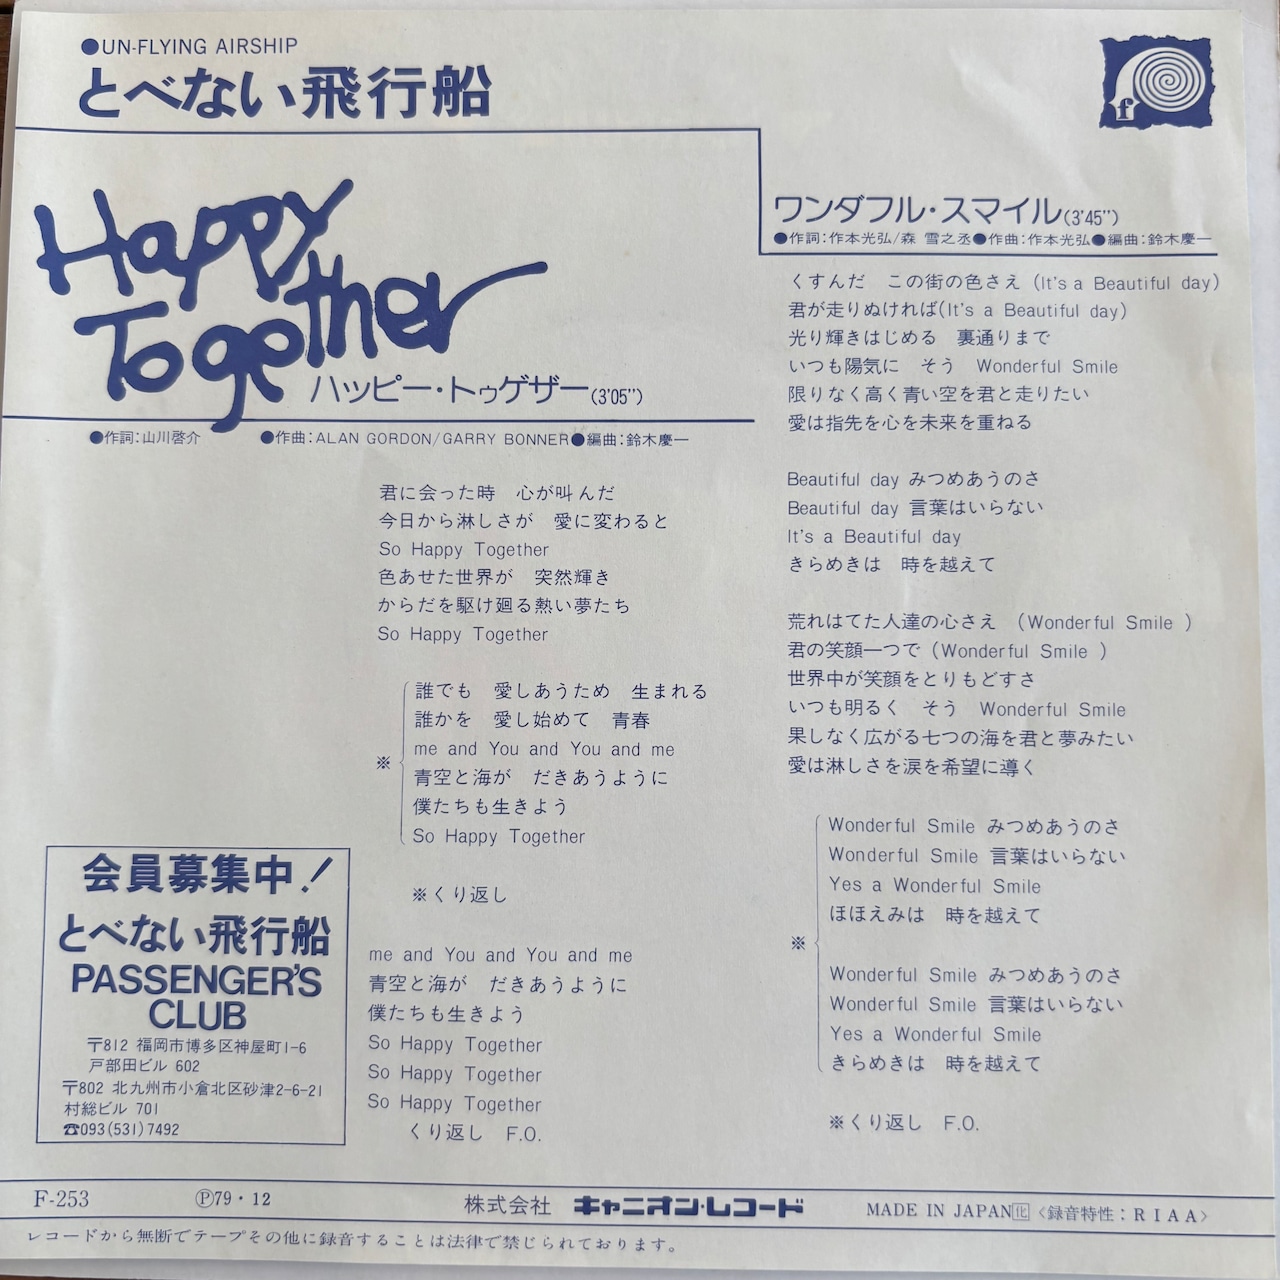 ●UN-FLYING AIRSHIP
とべない飛行船
f
Happy
Together
ハッピー・トゥゲザー(3'05")
●作詞:山川啓介 ●作曲:ALAN GORDON/GARRY BONNER●編曲:鈴木慶一
君に会った時 心が叫んだ
今日から淋しさが 愛に変わると
So Happy Together
色あせた世界が 突然輝き
からだを駆け廻る熱い夢たち
So Happy Together
誰でも 愛しあうため 生まれる
誰かを 愛し始めて 青春
me and You and You and me
※
青空と海が だきあうように
僕たちも生きよう
So Happy Together
※くり返し
me and You and You and me
青空と海が だきあうように
僕たちも生きよう
So Happy Together
So Happy Together
So Happy Together
くり返し F.O.
会員募集中!
とべない飛行船
PASSENGER'S
CLUB
〒812 福岡市博多区神屋町1-6
戸部田ビル 602
〒802 北九州市小倉北区砂津2-6-21
村総ビル 701
☎093(531)7492
ワンダフル・スマイル(3'45")
●作詞:作本光弘/森 雪之丞●作曲:作本光弘●編曲:鈴木慶一
くすんだ この街の色さえ (It's a Beautiful day)
君が走りぬければ(It's a Beautiful day)
光り輝きはじめる 裏通りまで
いつも陽気に そう Wonderful Smile
限りなく高く青い空を君と走りたい
愛は指先を心を未来を重ねる
Beautiful day みつめあうのさ
Beautiful day 言葉はいらない
It's a Beautiful day
きらめきは 時を越えて
荒れはてた人達の心さえ (Wonderful Smile )
君の笑顔一つで (Wonderful Smile )
世界中が笑顔をとりもどすさ
いつも明るく そう Wonderful Smile
果しなく広がる七つの海を君と夢みたい
愛は淋しさを涙を希望に導く
Wonderful Smile みつめあうのさ
Wonderful Smile 言葉はいらない
Yes a Wonderful Smile
ほほえみは 時を越えて
※
Wonderful Smile みつめあうのさ
Wonderful Smile 言葉はいらない
Yes a Wonderful Smile
きらめきは 時を越えて
※くり返し F.O.
F-253 Ⓟ79・12 株式会社 キャニオン・レコード MADE IN JAPAN化 〈録音特性:RIAA〉
レコードから無断でテープその他に録音することは法律で禁じられております。